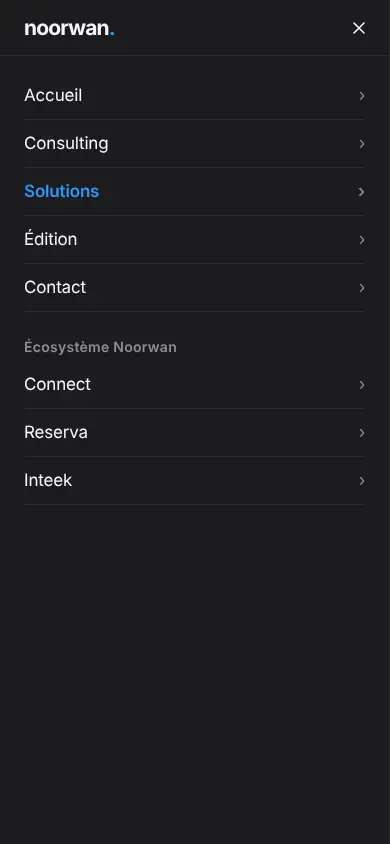 noorwan.
Accueil
Consulting
Solutions
Édition
Contact
Écosystème Noorwan
Connect
Reserva
Inteek